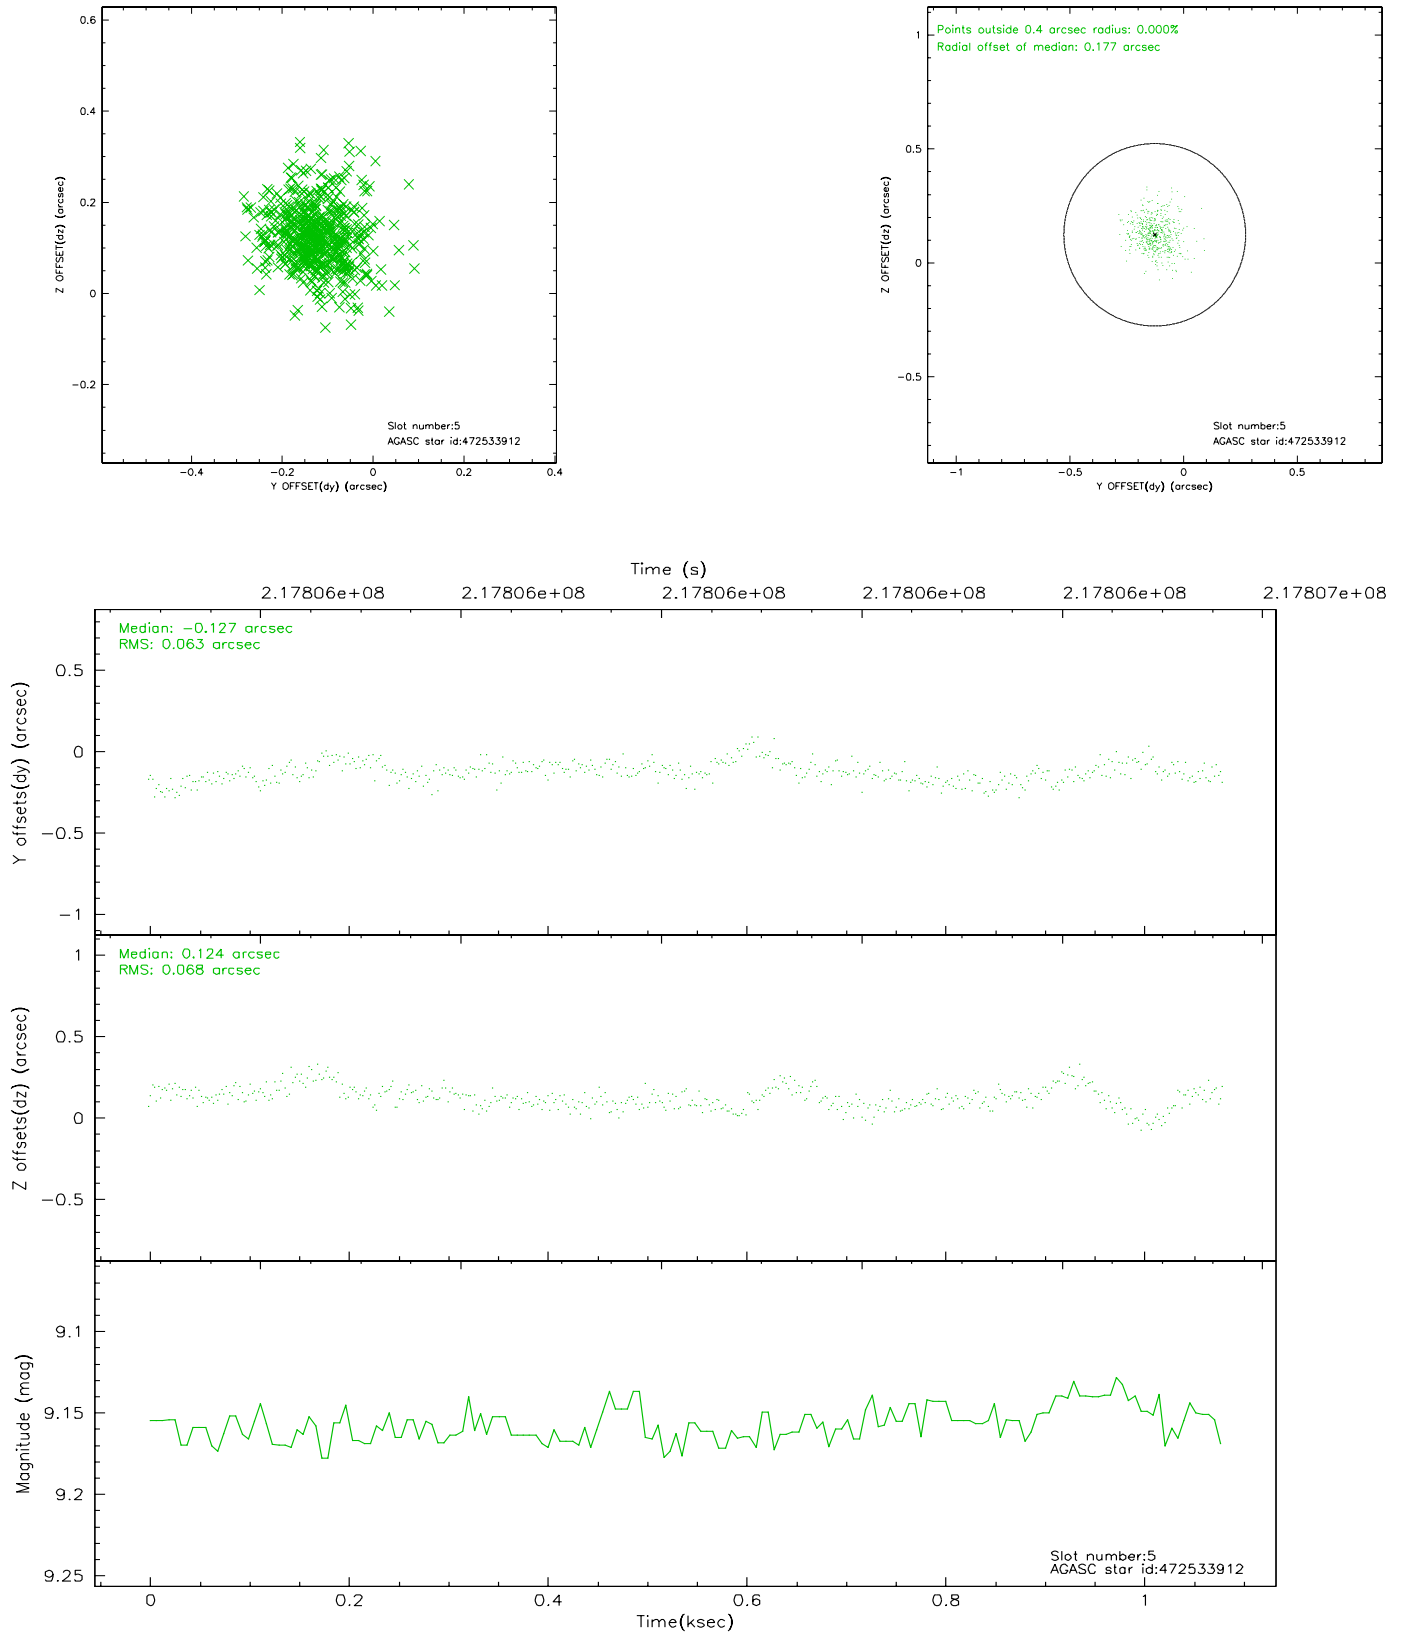 0.6
0.4
0.2
0
−0.2
Z OFFSET(dz) (arcsec)
Slot number:5
AGASC star id:472533912
−0.4 −0.2 0 0.2 0.4
Y OFFSET(dy) (arcsec)
Points outside 0.4 arcsec radius: 0.000%
Radial offset of median: 0.177 arcsec
1
0.5
0
−0.5
Z OFFSET(dz) (arcsec)
Slot number:5
AGASC star id:472533912
−1 −0.5 0 0.5
Y OFFSET(dy) (arcsec)
Time (s)
2.17806e+08 2.17806e+08 2.17806e+08 2.17806e+08 2.17806e+08 2.17807e+08
Median: −0.127 arcsec
RMS: 0.063 arcsec
0.5
0
−0.5
−1
Y offsets(dy) (arcsec)
Median: 0.124 arcsec
RMS: 0.068 arcsec
1
0.5
0
−0.5
Z offsets(dz) (arcsec)
9.1
9.15
9.2
9.25
Magnitude (mag)
Slot number:5
AGASC star id:472533912
0 0.2 0.4 0.6 0.8 1
Time(ksec)